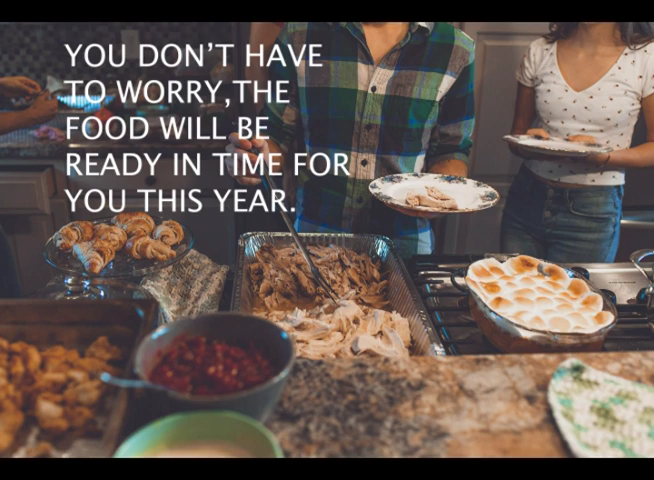 YOU DON'T HAVE
TO WORRY,THE
FOOD WILL BE
READY IN TIME FOR
YOU THIS YEAR.